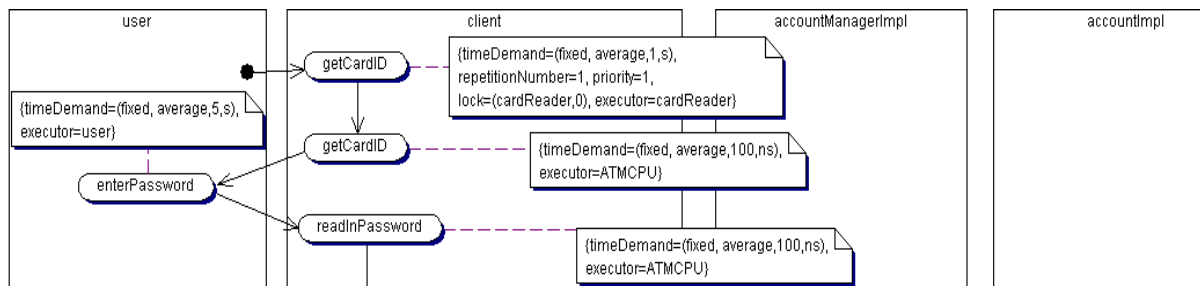 user
client
accountManagerImpl
accountImpl
getCardID
{timeDemand=(fixed, average,1,s),
repetitionNumber=1, priority=1,
lock=(cardReader,0), executor=cardReader}
{timeDemand=(fixed, average,5,s),
executor=user}
getCardID
{timeDemand=(fixed, average,100,ns),
executor=ATMCPU}
enterPassword
readInPassword
{timeDemand=(fixed, average,100,ns),
executor=ATMCPU}